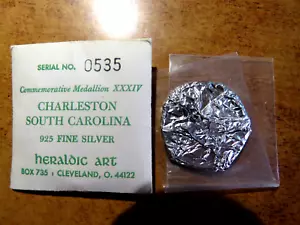 SERIAL NO. 0535
Commemorative Medallion XXXIV
CHARLESTON
SOUTH CAROLINA
925 FINE SILVER
heraldic art
BOX 735 : CLEVELAND, O. 44122